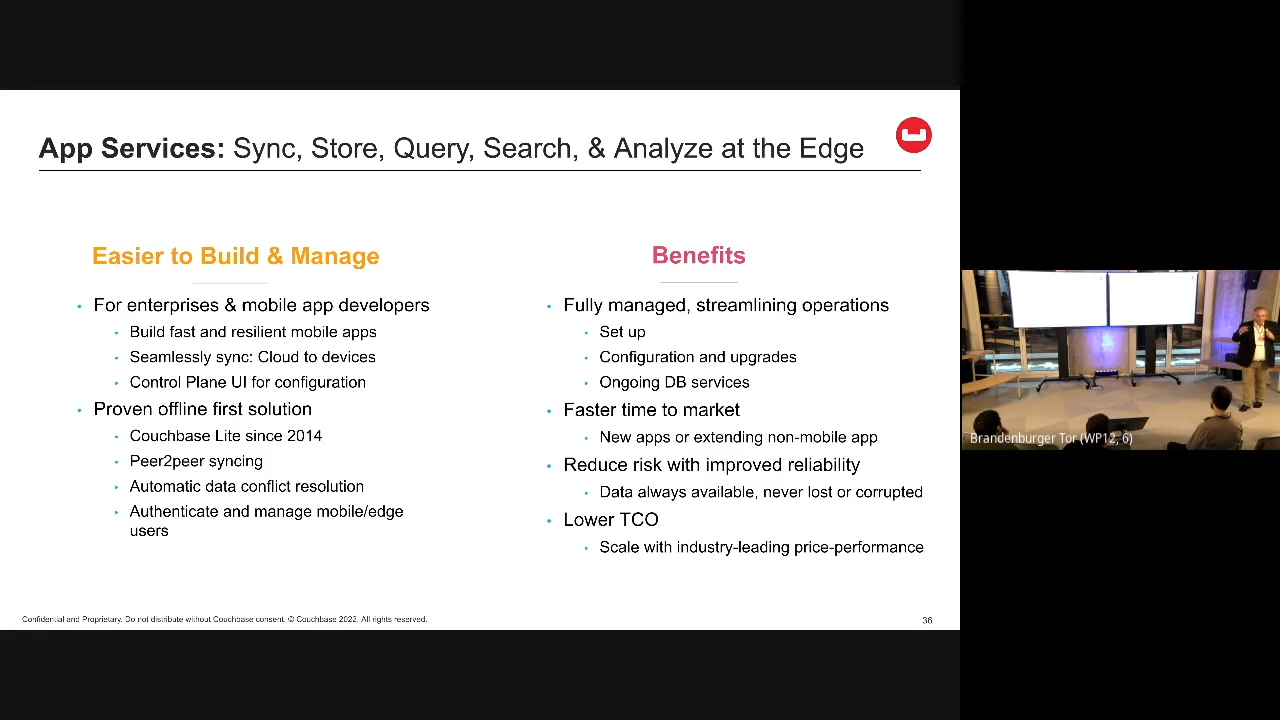 App Services: Sync, Store, Query, Search, & Analyze at the Edge
Easier to Build & Manage
• For enterprises & mobile app developers
• Build fast and resilient mobile apps
• Seamlessly sync: Cloud to devices
• Control Plane UI for configuration
• Proven offline first solution
• Couchbase Lite since 2014
• Peer2peer syncing
• Automatic data conflict resolution
• Authenticate and manage mobile/edge
users
Benefits
• Fully managed, streamlining operations
• Set up
• Configuration and upgrades
• Ongoing DB services
• Faster time to market
• New apps or extending non-mobile app
• Reduce risk with improved reliability
• Data always available, never lost or corrupted
• Lower TCO
• Scale with industry-leading price-performance
Confidential and Proprietary. Do not distribute without Couchbase consent. © Couchbase 2022. All rights reserved.
36
Brandenburger Tor (WP12, 6)